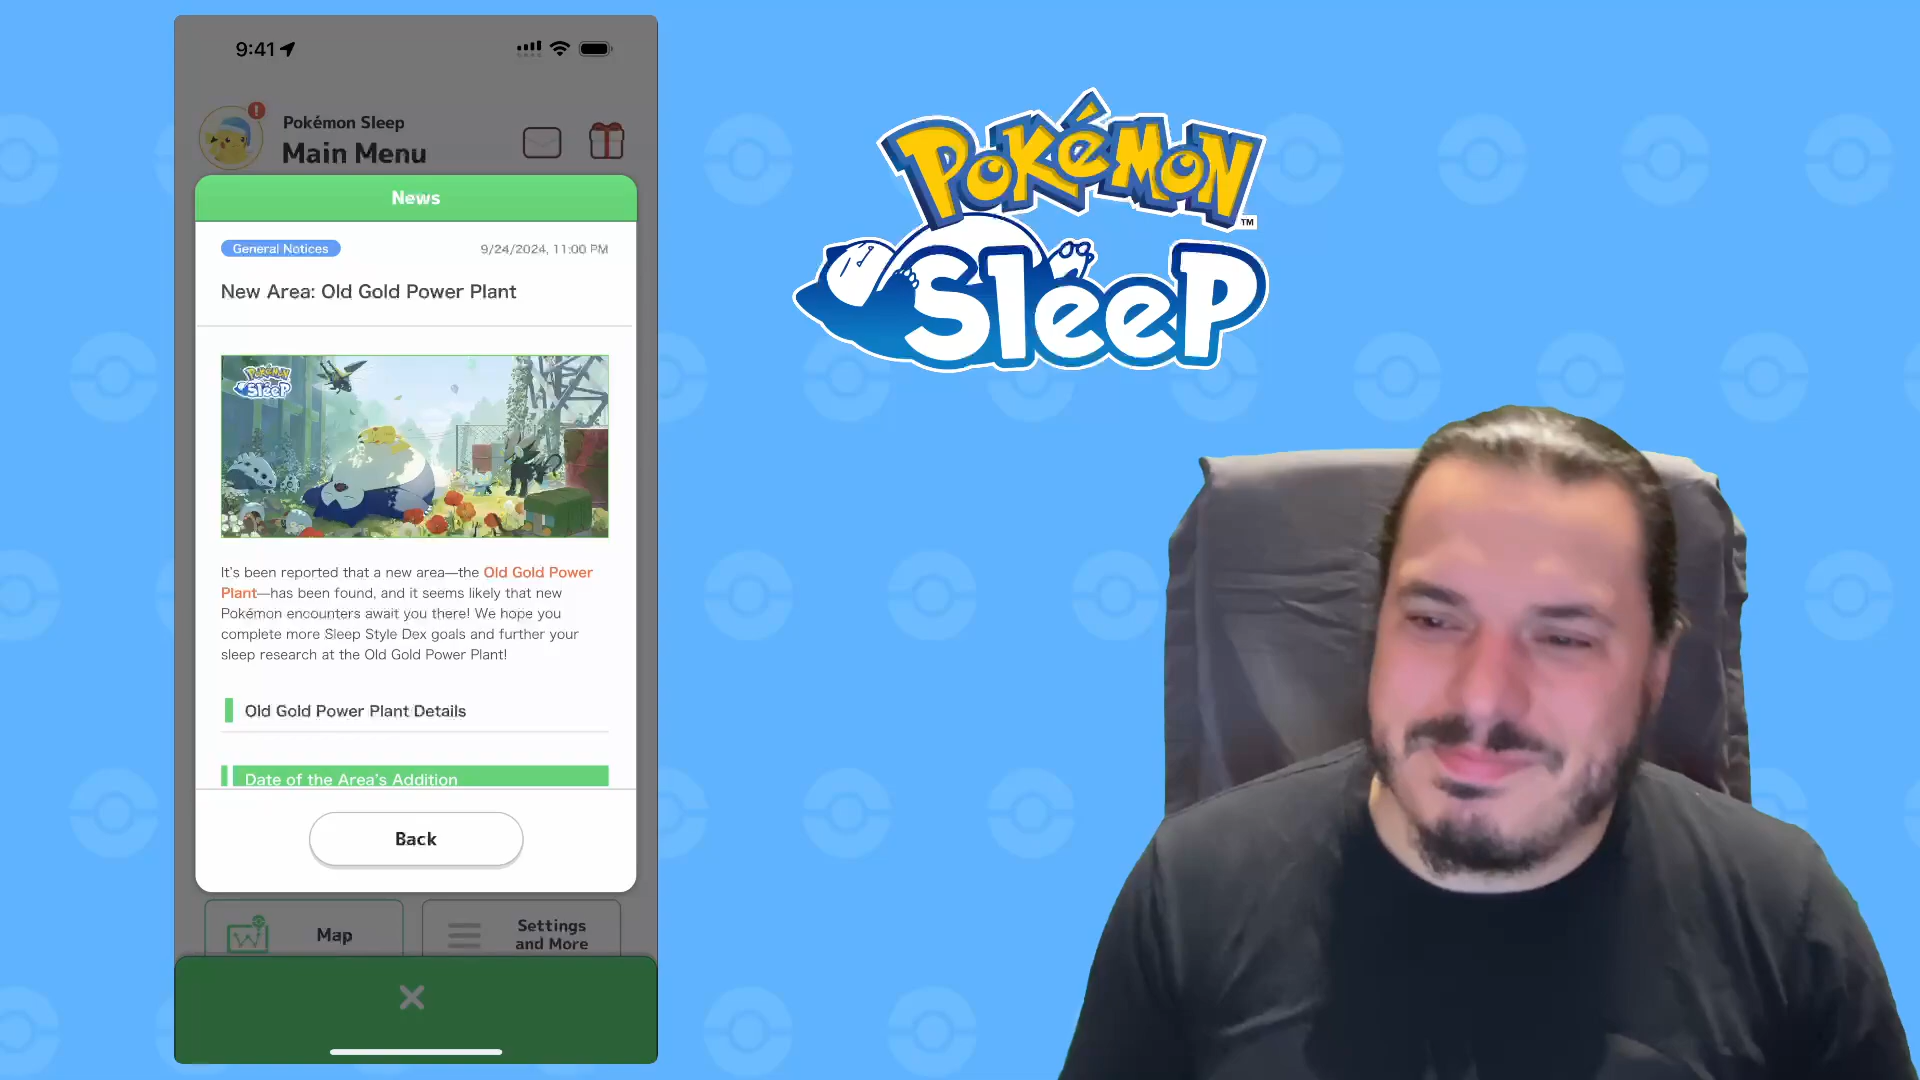 9:41
Pokémon Sleep
Main Menu
News
General Notices
9/24/2024, 11:00 PM
New Area: Old Gold Power Plant
Pokémon
Sleep
It's been reported that a new area—the Old Gold Power
Plant—has been found, and it seems likely that new
Pokémon encounters await you there! We hope you
complete more Sleep Style Dex goals and further your
sleep research at the Old Gold Power Plant!
Old Gold Power Plant Details
Date of the Area's Addition
Back
Map
Settings
and More
POKéMON
TM
SleeP